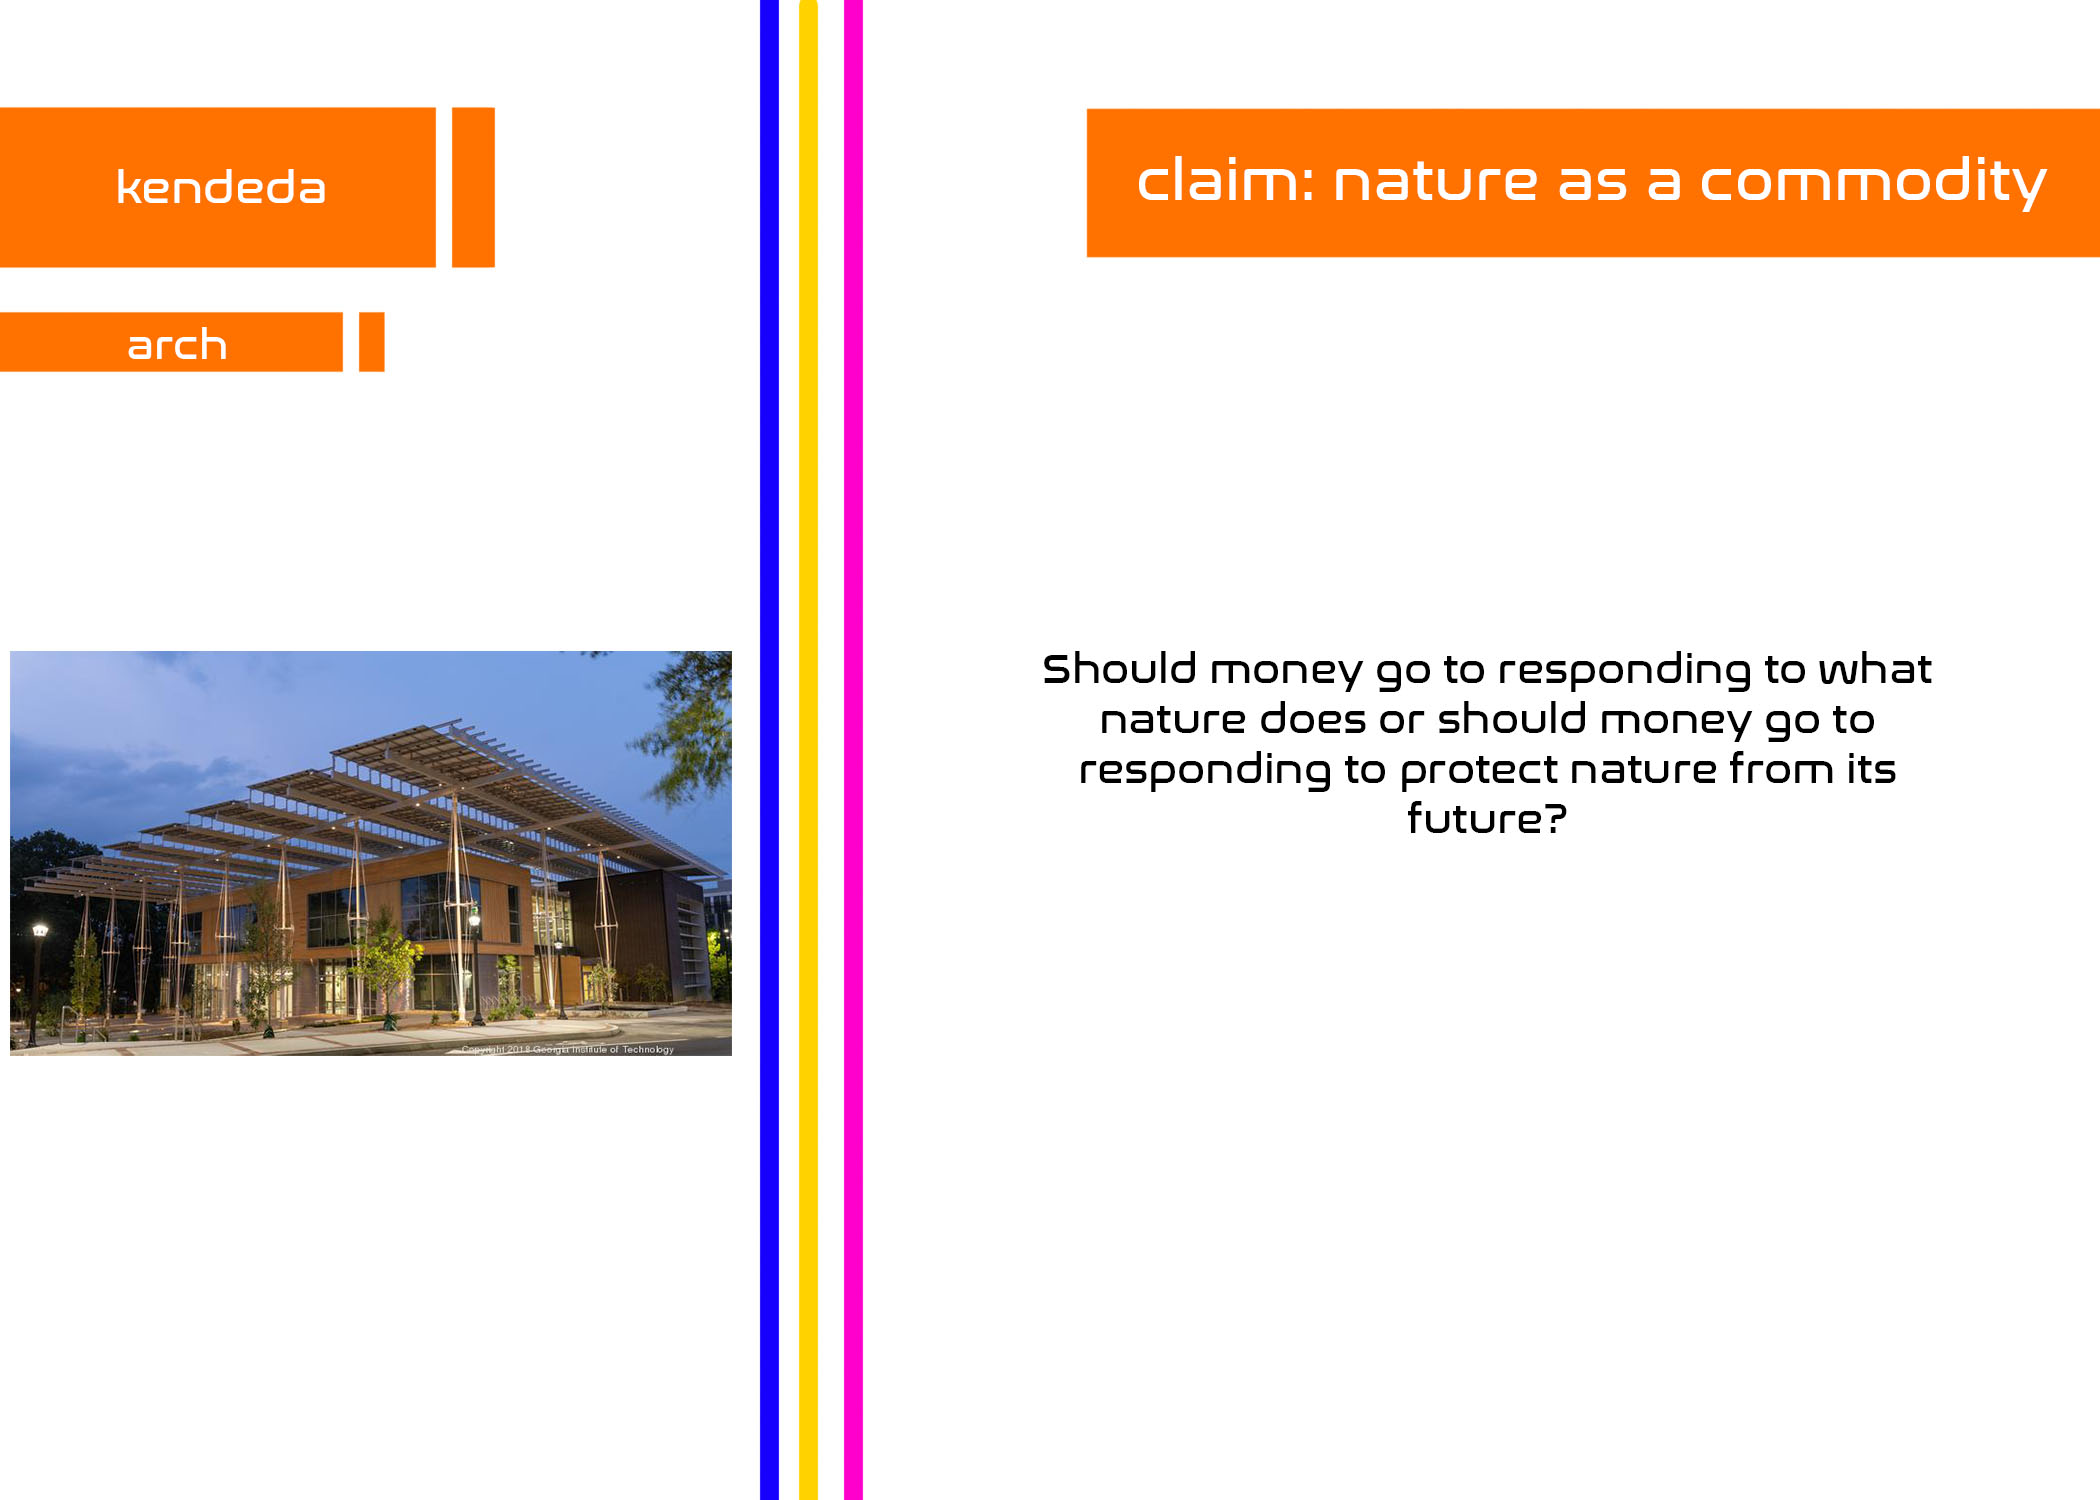 kendeda
arch
Copyright 2018 Georgia Institute of Technology
claim: nature as a commodity
Should money go to responding to what
nature does or should money go to
responding to protect nature from its
future?